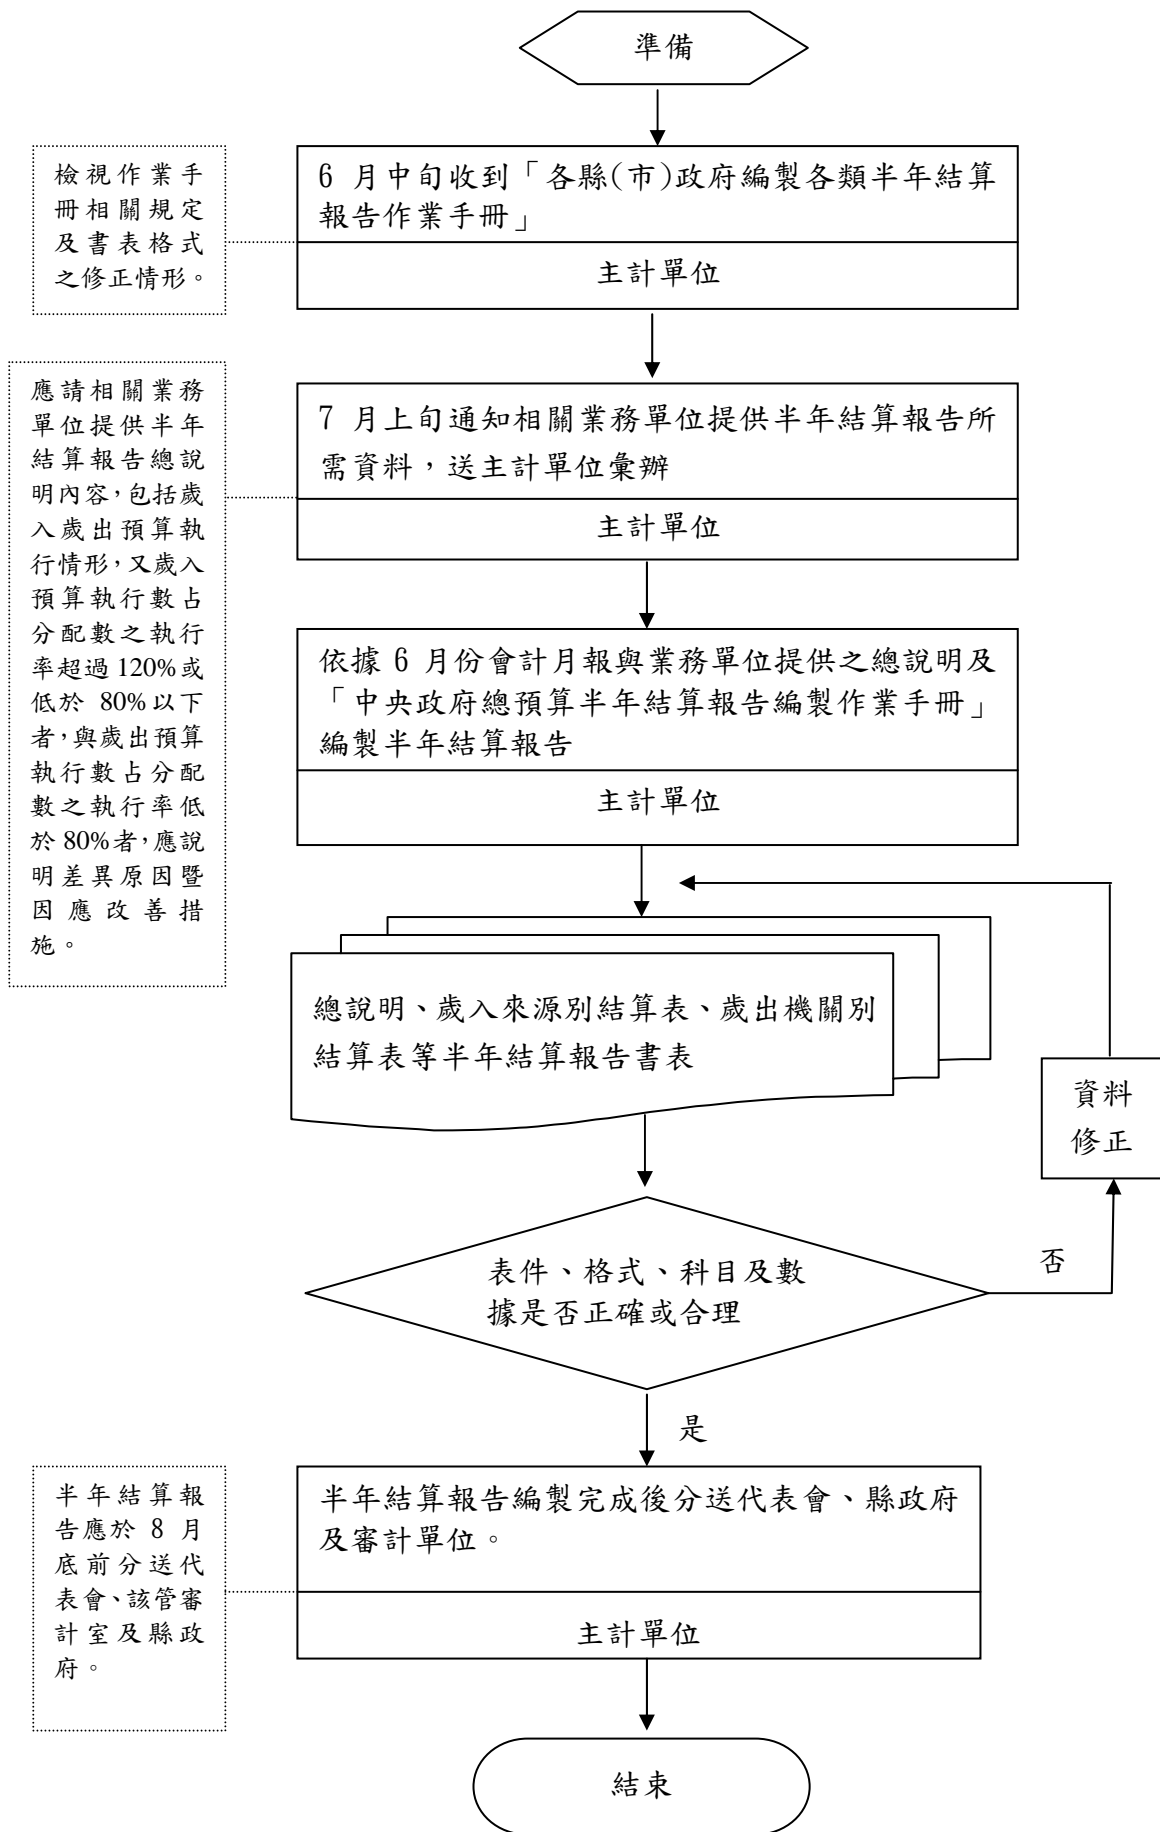 準備
檢視作業手
冊相關規定
及書表格式
之修正情形。
6 月中旬收到「各縣(市)政府編製各類半年結算
報告作業手冊」
主計單位
應請相關業務
單位提供半年
結算報告總說
明內容,包括歲
入歲出預算執
行情形,又歲入
預算執行數占
分配數之執行
率超過 120%或
低於 80%以下
者,與歲出預算
執行數占分配
數之執行率低
於 80%者,應說
明差異原因暨
因應改善措
施。
7 月上旬通知相關業務單位提供半年結算報告所
需資料,送主計單位彙辦
主計單位
依據 6 月份會計月報與業務單位提供之總說明及
「中央政府總預算半年結算報告編製作業手冊」
編製半年結算報告
主計單位
總說明、歲入來源別結算表、歲出機關別
結算表等半年結算報告書表
資料
修正
表件、格式、科目及數
據是否正確或合理
否
是
半年結算報
告應於 8 月
底前分送代
表會、該管審
計室及縣政
府。
半年結算報告編製完成後分送代表會、縣政府
及審計單位。
主計單位
結束